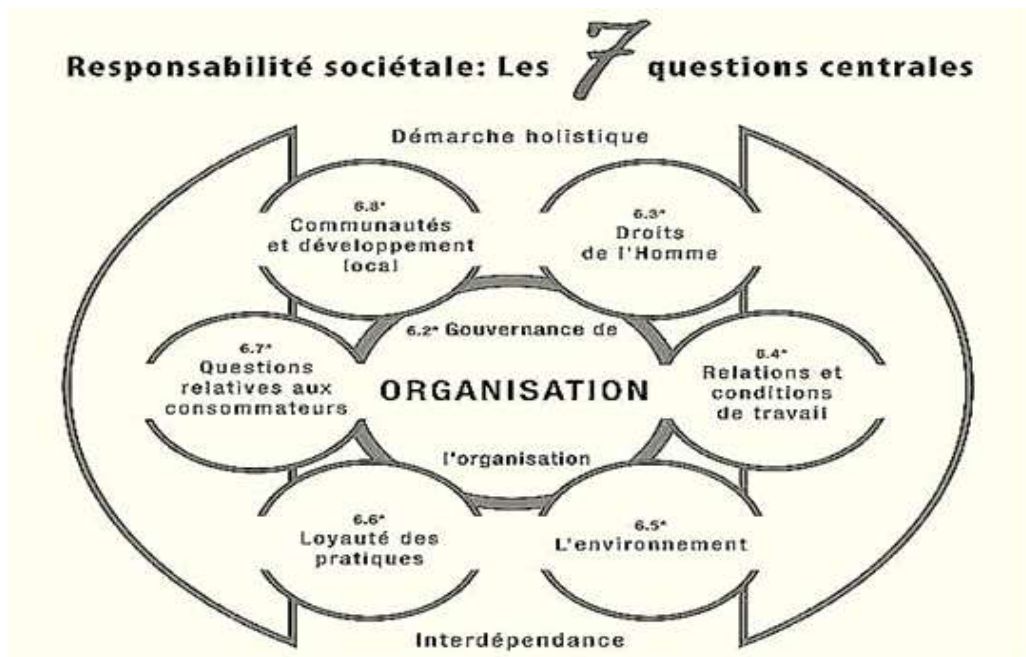 Responsabilité sociétale: Les 7 questions centrales
Démarche holistique
6.8*
Communautés
et développement
local
6.3*
Droits
de l'Homme
6.2* Gouvernance de
6.7*
Questions
relatives aux
consommateurs
ORGANISATION
6.4*
Relations et
conditions
de travail
l'organisation
6.6*
Loyauté des
pratiques
6.5*
L'environnement
Interdépendance